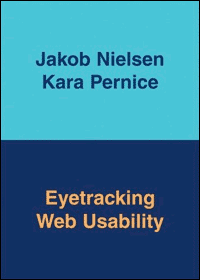 Jakob Nielsen
Kara Pernice
Eyetracking
Web Usability